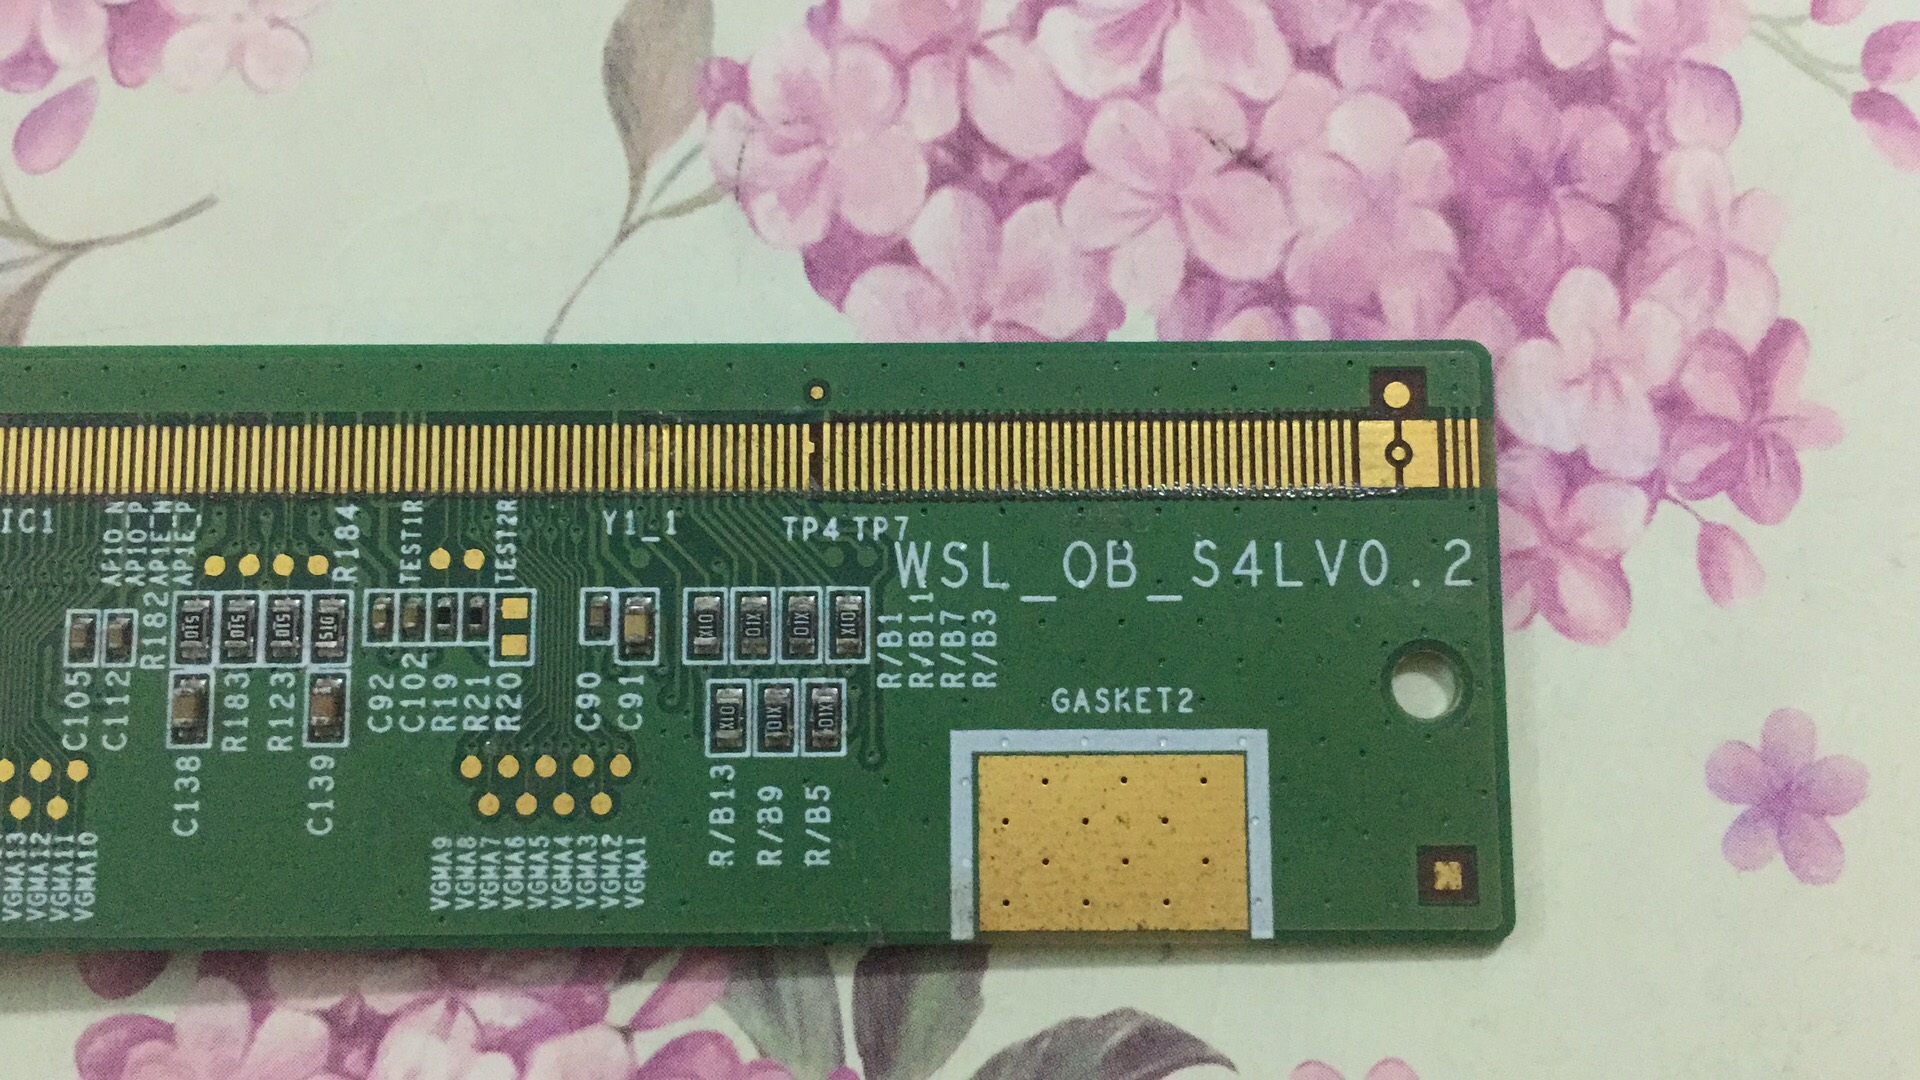 IC1
AP1O_N
AP1O_P
AP1E_N
AP1E_P
R184
TEST1R
TEST2R
Y1_1
TP4 TP7
WSL_OB_S4LV0.2
R182
C105
C112
C138
R183
R123
C139
C92
C102
R19
R21
R20
C90
C91
R/B1
R/B11
R/B7
R/B3
GASKET2
R/B13
R/B9
R/B5
VGMA13
VGMA12
VGMA11
VGMA10
VGMA9
VGMA8
VGMA7
VGMA6
VGMA5
VGMA4
VGMA3
VGMA2
VGMA1